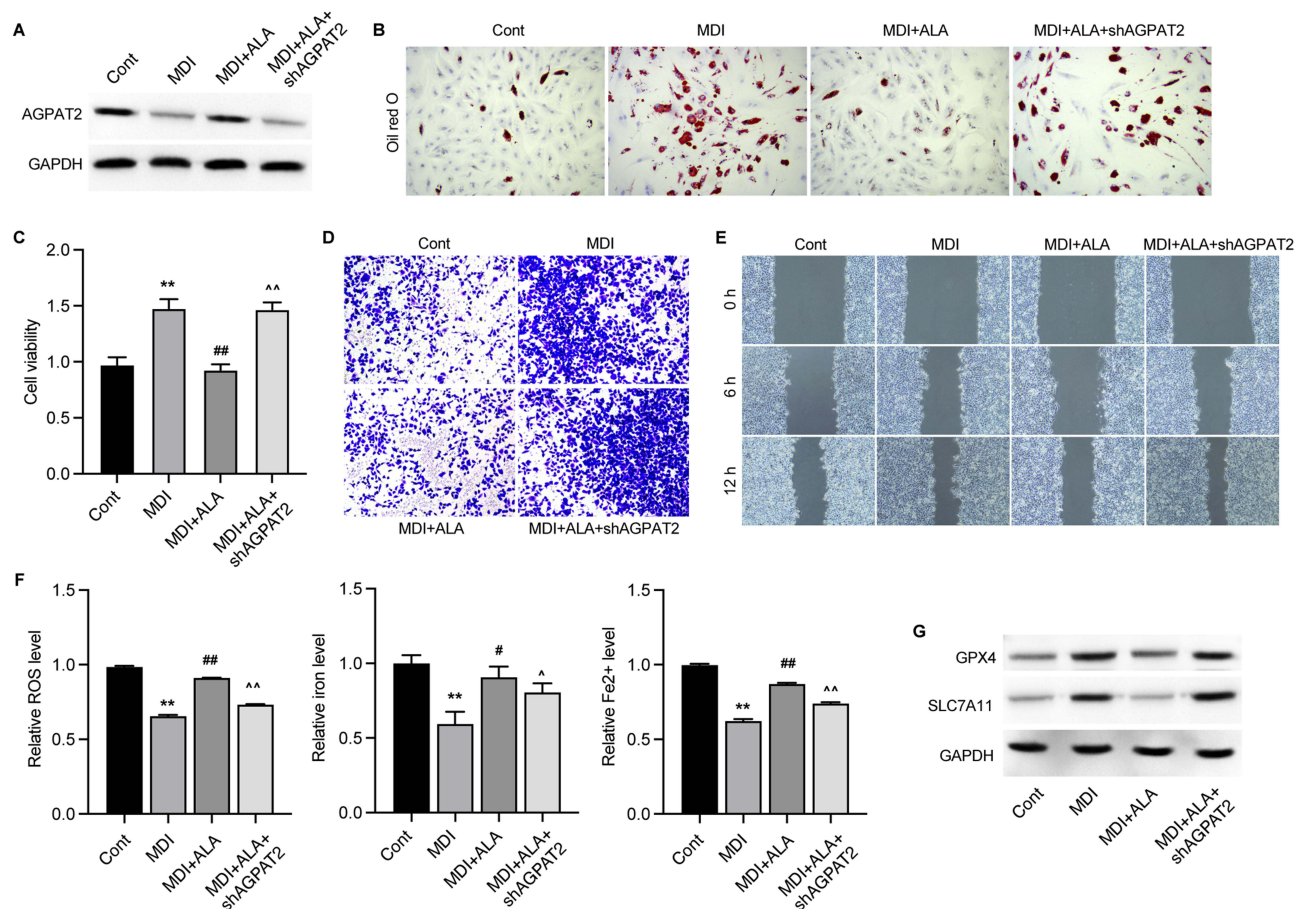 A
Cont
MDI
MDI+ALA
MDI+ALA+
shAGPAT2
AGPAT2
GAPDH
B
Cont
MDI
MDI+ALA
MDI+ALA+shAGPAT2
Oil red O
C
Cell viability
2.0
1.5
1.0
0.5
0.0
**
##
^^
Cont
MDI
MDI+ALA
MDI+ALA+
shAGPAT2
D
Cont
MDI
MDI+ALA
MDI+ALA+shAGPAT2
E
Cont
MDI
MDI+ALA
MDI+ALA+shAGPAT2
0 h
6 h
12 h
F
Relative ROS level
1.5
1.0
0.5
0.0
**
##
^^
Cont
MDI
MDI+ALA
MDI+ALA+
shAGPAT2
Relative iron level
1.5
1.0
0.5
0.0
**
#
^
Cont
MDI
MDI+ALA
MDI+ALA+
shAGPAT2
Relative Fe2+ level
1.5
1.0
0.5
0.0
**
##
^^
Cont
MDI
MDI+ALA
MDI+ALA+
shAGPAT2
G
GPX4
SLC7A11
GAPDH
Cont
MDI
MDI+ALA
MDI+ALA+
shAGPAT2